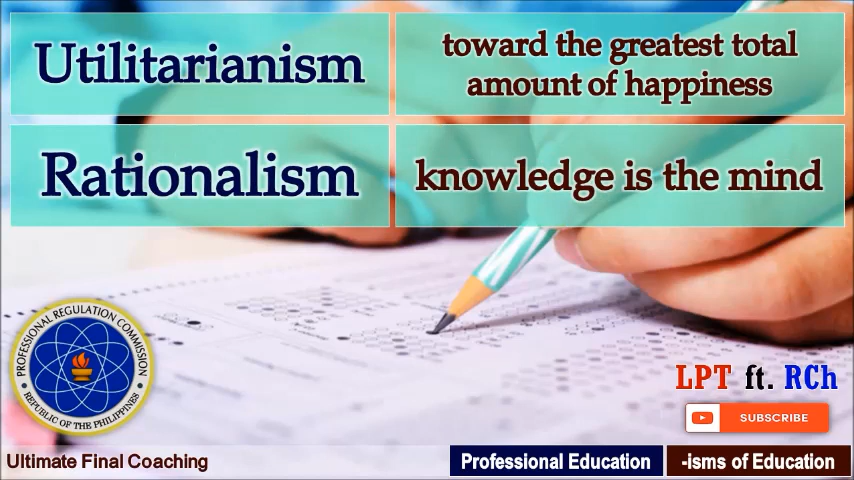 Utilitarianism
toward the greatest total
amount of happiness
Rationalism
knowledge is the mind
PROFESSIONAL REGULATION COMMISSION
REPUBLIC OF THE PHILIPPINES
LPT ft. RCh
SUBSCRIBE
Ultimate Final Coaching
Professional Education
-isms of Education